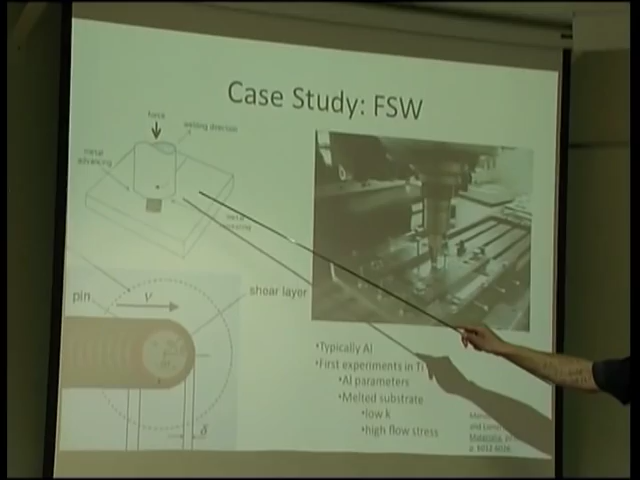 Case Study: FSW
force
welding direction
metal
advancing
metal
pin
V
shear layer
δ
•Typically Al
•First experiments in Ti
•Al parameters
•Melted substrate
•low k
•high flow stress